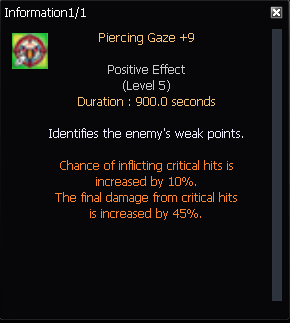 Information1/1
Piercing Gaze +9
Positive Effect
(Level 5)
Duration : 900.0 seconds
Identifies the enemy's weak points.
Chance of inflicting critical hits is
increased by 10%.
The final damage from critical hits
is increased by 45%.